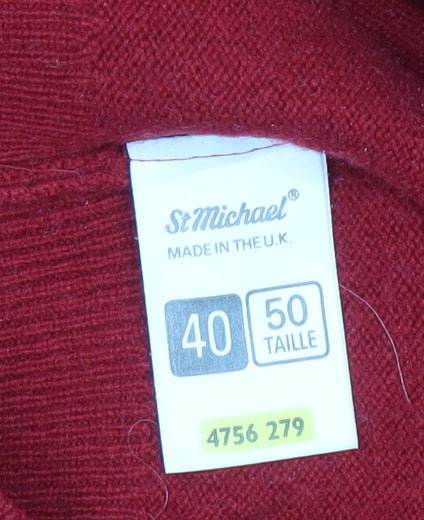 St Michael®
MADE IN THE U.K.
40
50
TAILLE
4756 279